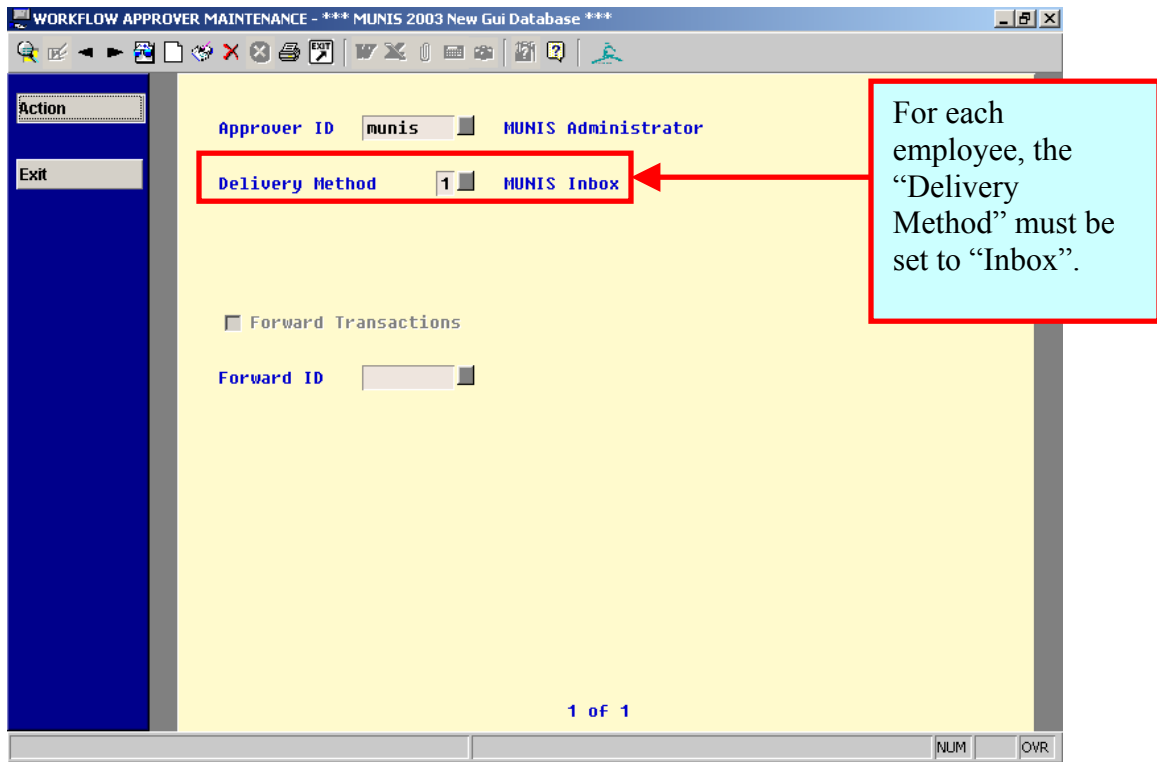 WORKFLOW APPROVER MAINTENANCE - *** MUNIS 2003 New Gui Database ***
EXIT
Action
Exit
Approver ID munis MUNIS Administrator
Delivery Method 1 MUNIS Inbox
Forward Transactions
Forward ID
1 of 1
NUM OVR
For each
employee, the
“Delivery
Method” must be
set to “Inbox”.